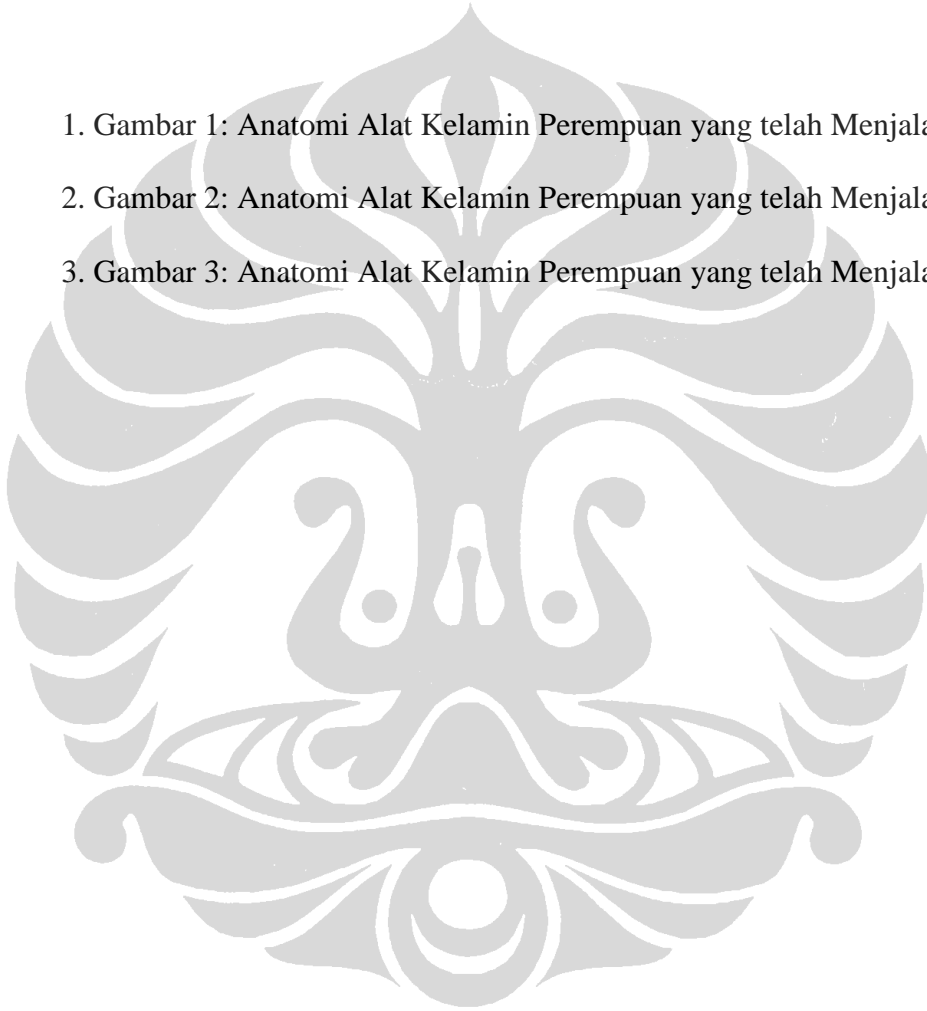 1. Gambar 1: Anatomi Alat Kelamin Perempuan yang telah Menjala
2. Gambar 2: Anatomi Alat Kelamin Perempuan yang telah Menjala
3. Gambar 3: Anatomi Alat Kelamin Perempuan yang telah Menjala